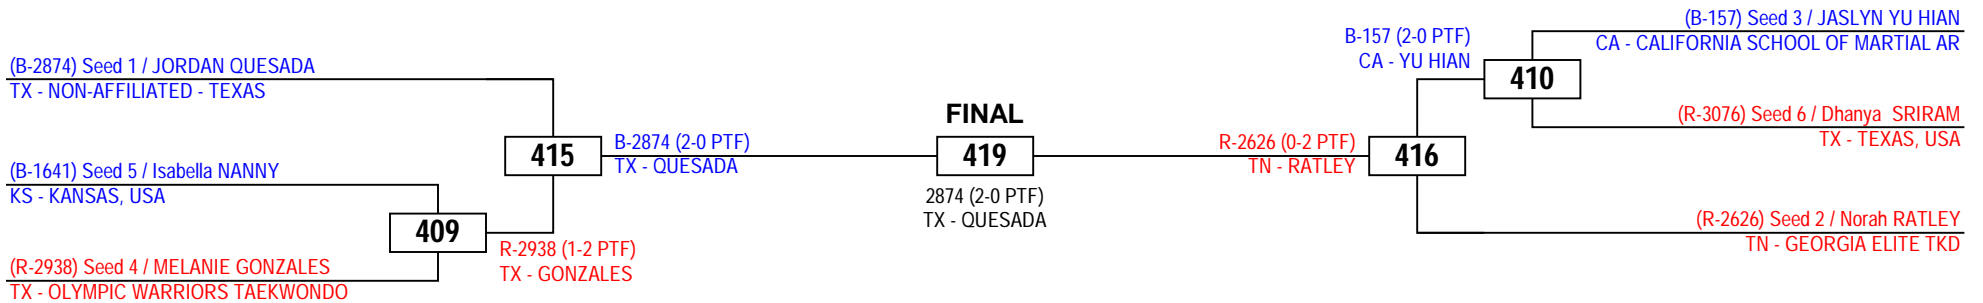 (B-2874) Seed 1 / JORDAN QUESADA
TX - NON-AFFILIATED - TEXAS
(B-1641) Seed 5 / Isabella NANNY
KS - KANSAS, USA
(R-2938) Seed 4 / MELANIE GONZALES
TX - OLYMPIC WARRIORS TAEKWONDO
409
R-2938 (1-2 PTF)
TX - GONZALES
415
B-2874 (2-0 PTF)
TX - QUESADA
FINAL
419
2874 (2-0 PTF)
TX - QUESADA
R-2626 (0-2 PTF)
TN - RATLEY
416
B-157 (2-0 PTF)
CA - YU HIAN
410
(B-157) Seed 3 / JASLYN YU HIAN
CA - CALIFORNIA SCHOOL OF MARTIAL AR
(R-3076) Seed 6 / Dhanya  SRIRAM
TX - TEXAS, USA
(R-2626) Seed 2 / Norah RATLEY
TN - GEORGIA ELITE TKD